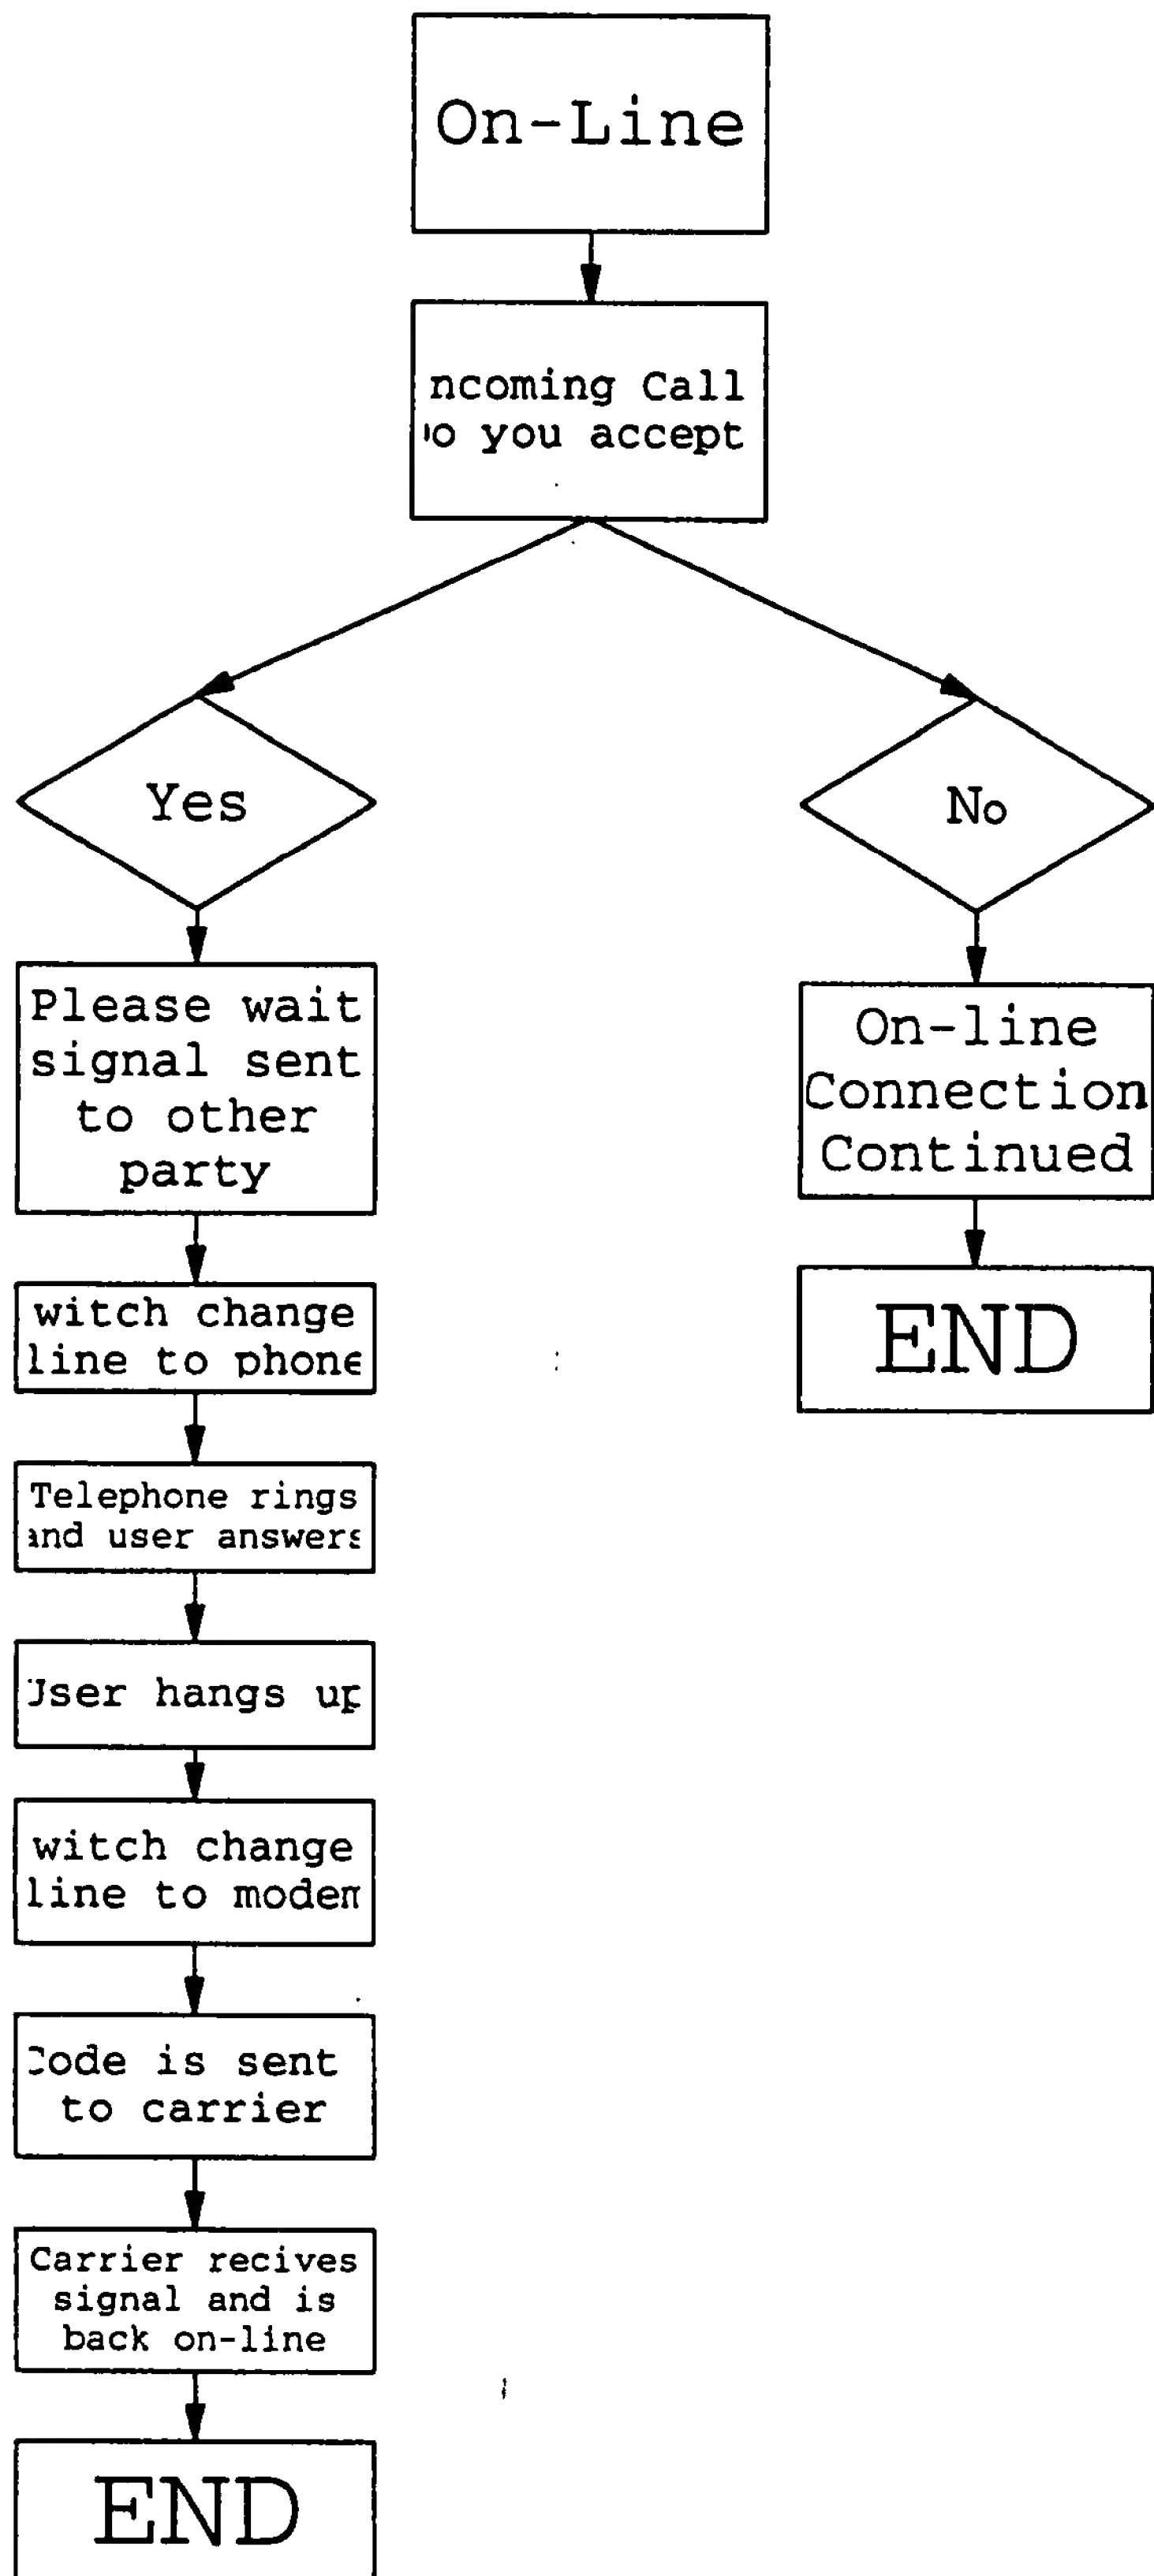 On-Line
ncoming Call
o you accept
Yes
No
Please wait
signal sent
to other
party
On-line
Connection
Continued
witch change
line to phone
END
Telephone rings
and user answers
User hangs up
witch change
line to modem
Code is sent
to carrier
Carrier recives
signal and is
back on-line
END